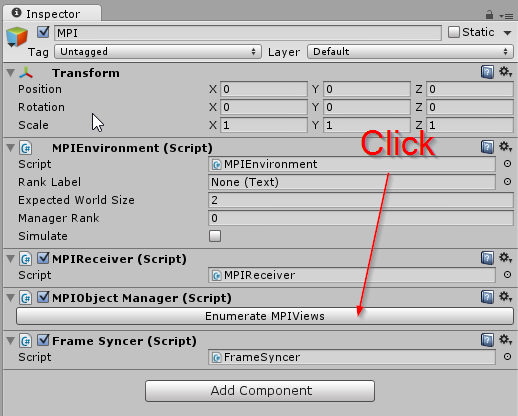 Inspector
MPI Static
Tag Untagged Layer Default
Transform
Position X 0 Y 0 Z 0
Rotation X 0 Y 0 Z 0
Scale X 1 Y 1 Z 1
Click
MPIEnvironment (Script)
Script MPIEnvironment
Rank Label None (Text)
Expected World Size 2
Manager Rank 0
Simulate
MPIReceiver (Script)
Script MPIReceiver
MPIObject Manager (Script)
Enumerate MPIViews
Frame Syncer (Script)
Script FrameSyncer
Add Component